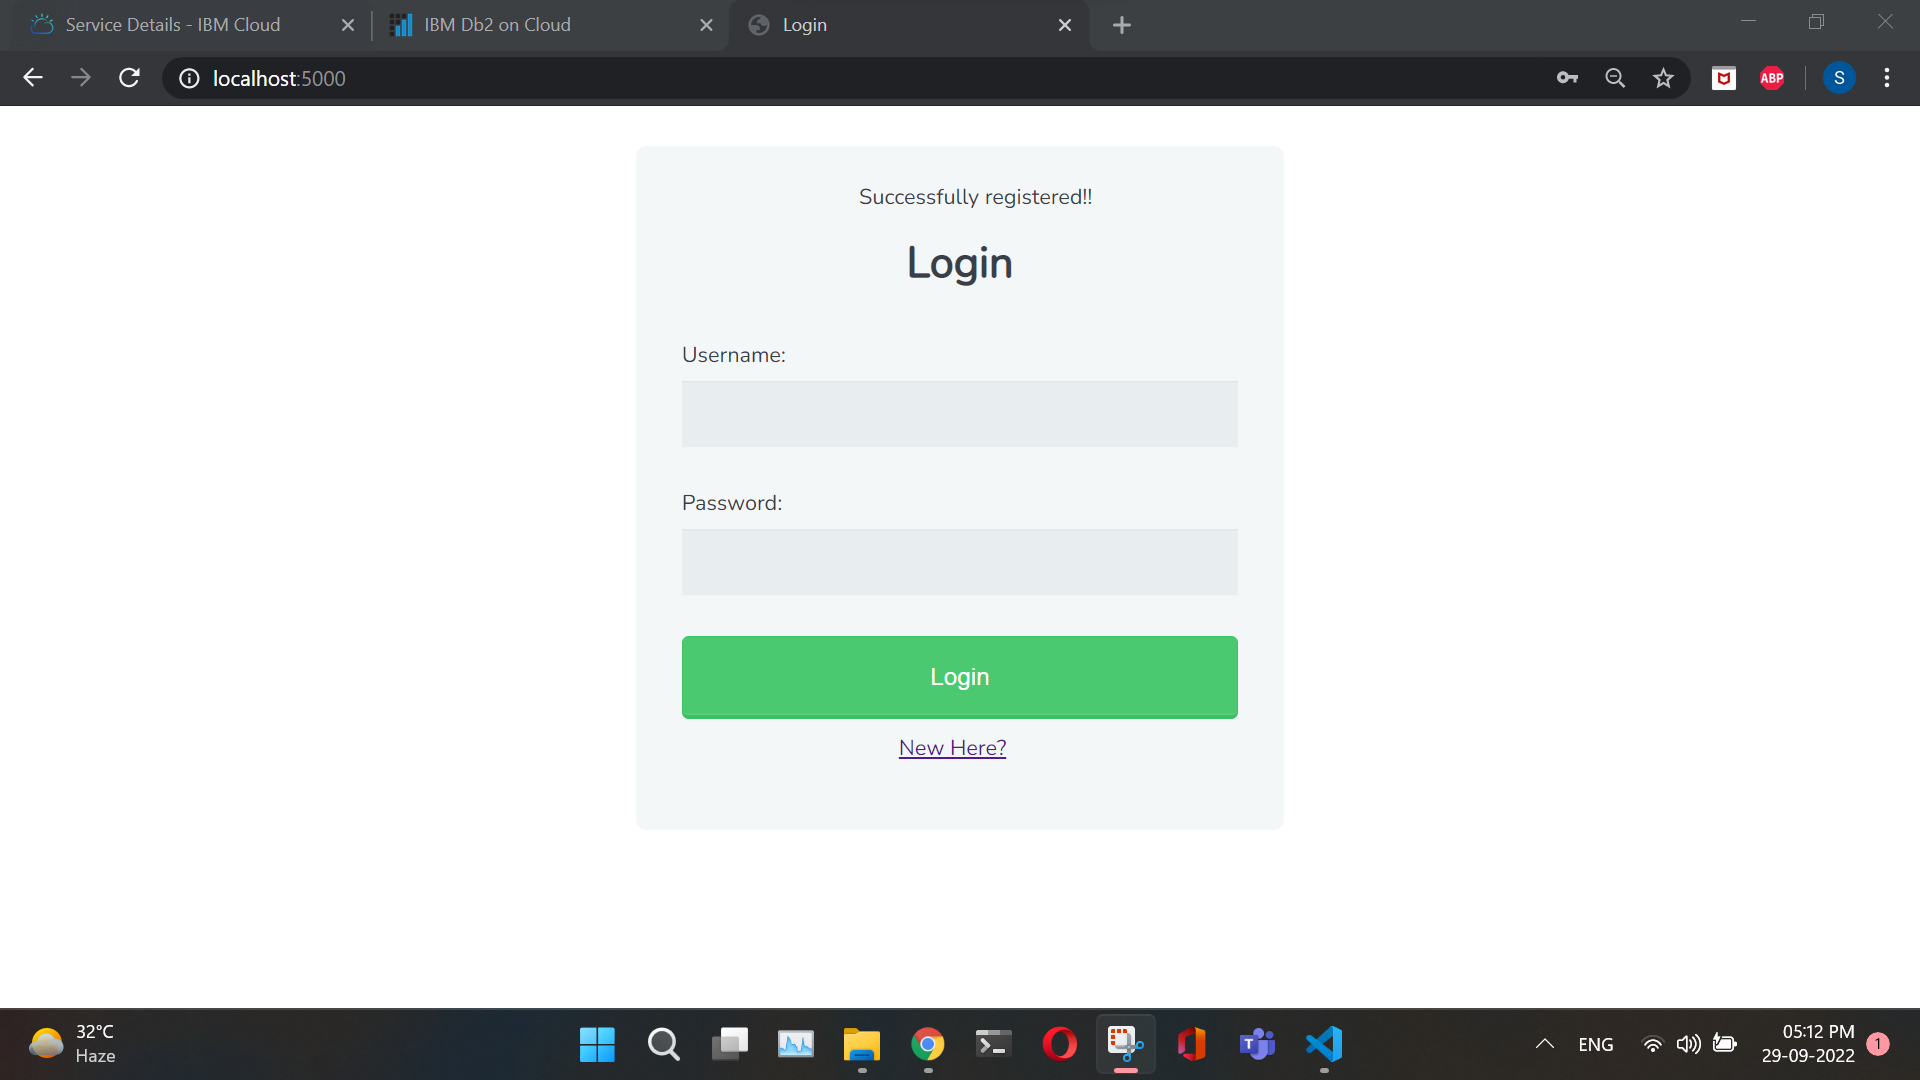 Service Details - IBM Cloud
IBM Db2 on Cloud
Login
localhost:5000
ABP
S
Successfully registered!!
Login
Username:
Password:
Login
New Here?
32°C
Haze
T
ENG
05:12 PM
29-09-2022
1